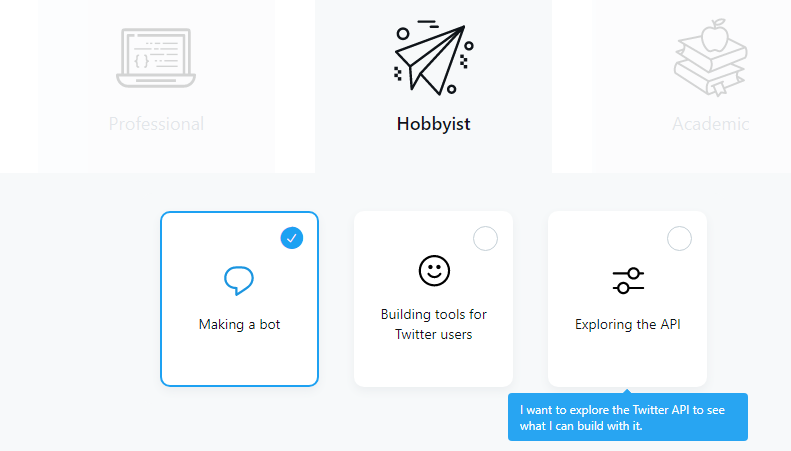 Professional
Hobbyist
Academic
Making a bot
Building tools for
Twitter users
Exploring the API
I want to explore the Twitter API to see
what I can build with it.